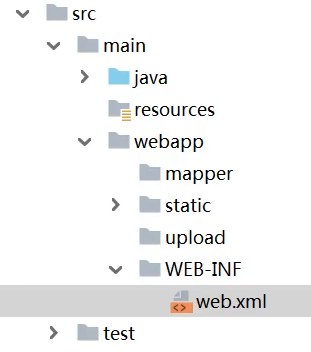 src
main
java
resources
webapp
mapper
static
upload
WEB-INF
web.xml
test